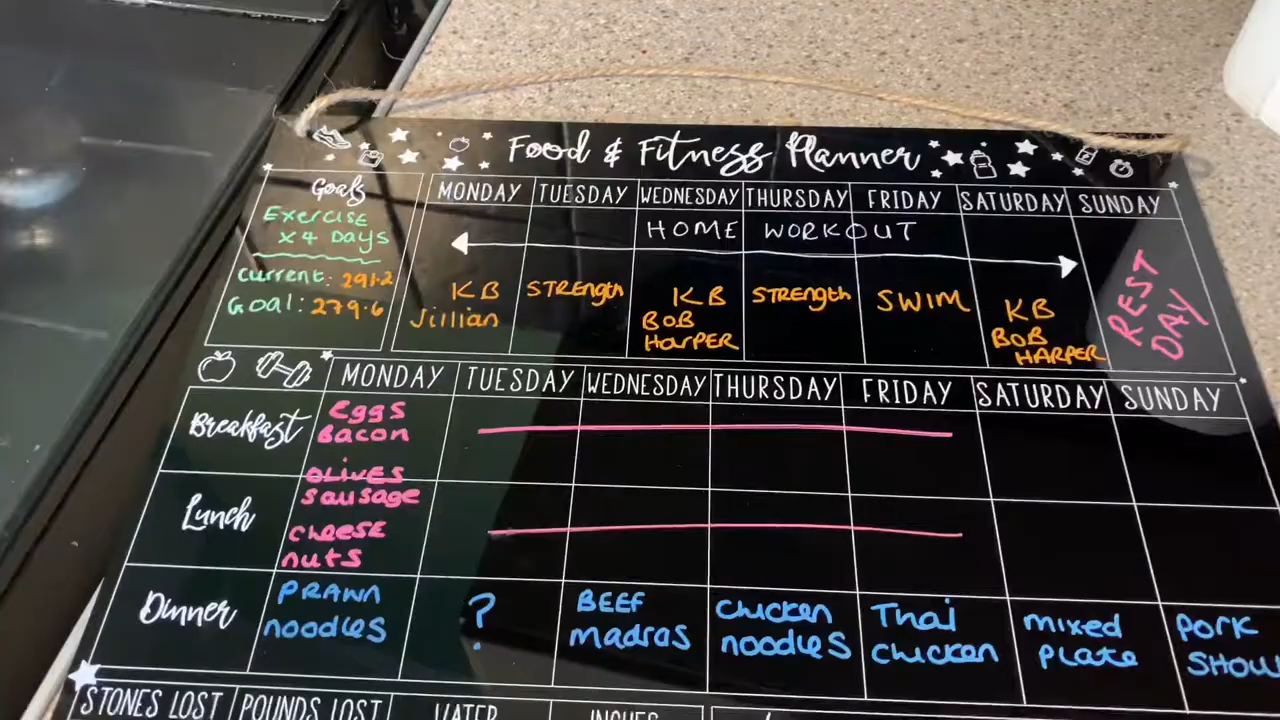 Food & Fitness Planner
Goals
Exercise
x 4 Days
Current: 291.2
Goal: 279.6
MONDAY TUESDAY WEDNESDAY THURSDAY FRIDAY SATURDAY SUNDAY
HOME WORKOUT
KB
Jillian
STRENGTH
KB
BOB
HARPER
STRENGTH
SWIM
KB
BOB
HARPER
REST
DAY
MONDAY TUESDAY WEDNESDAY THURSDAY FRIDAY SATURDAY SUNDAY
Breakfast
Eggs
Bacon
Lunch
OLIVES
sausage
cheese
nuts
Dinner
PRAWN
noodles
?
BEEF
madras
Chicken
noodles
Thai
chicken
mixed
plate
PORK
SHOU
STONES LOST POUNDS LOST WATER INCHES